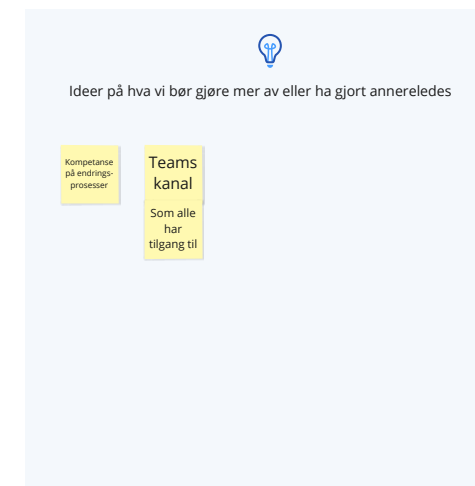 Ideer på hva vi bør gjøre mer av eller ha gjort annereledes
Kompetanse
på endrings-
prosesser
Teams
kanal
Som alle
har
tilgang til